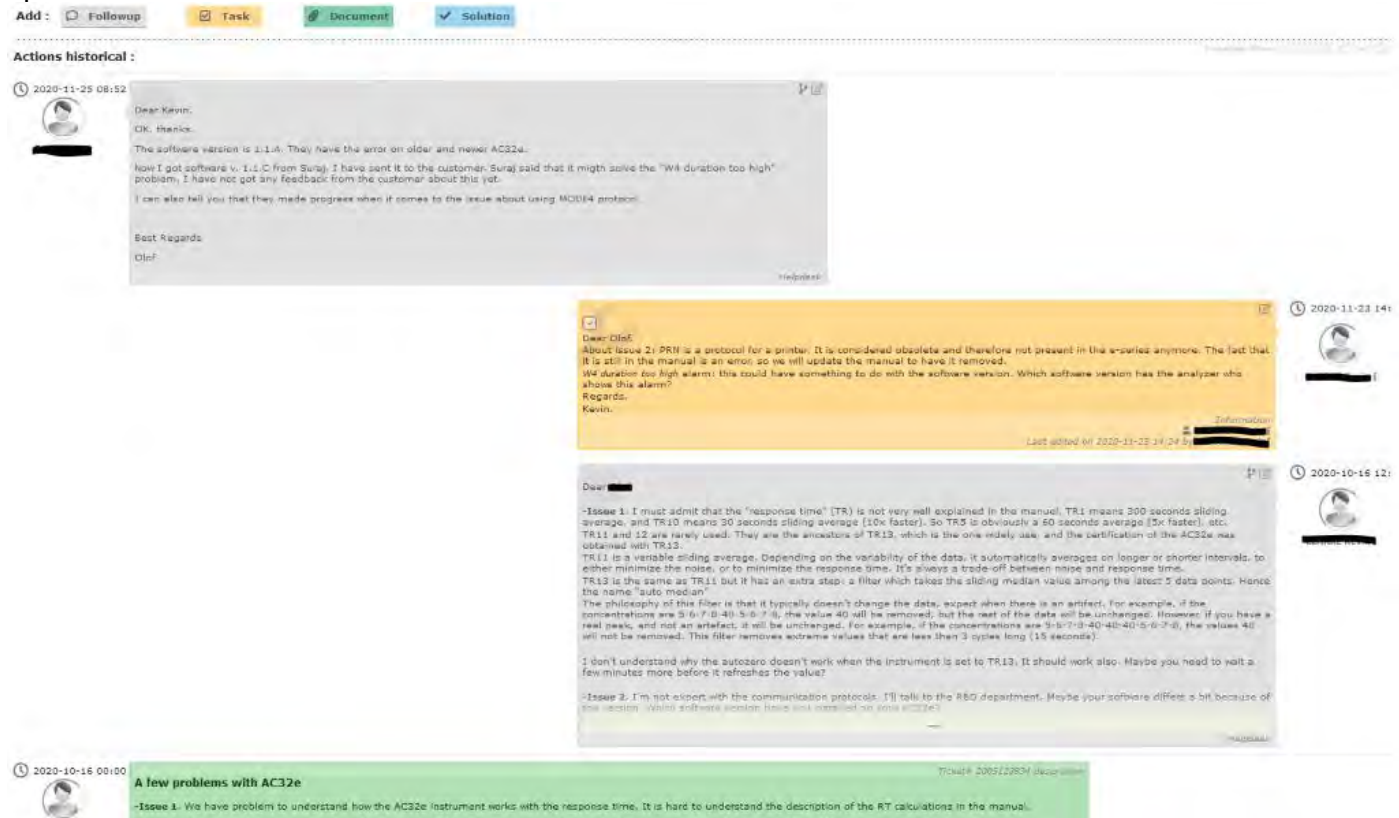 Add : Followup Task Document Solution
Actions historical :
2020-11-25 08:52
Dear Kevin,
OK, thanks.
The software version is 1.1.A. They have the error on older and newer AC32e.
Now I got software v. 1.1.C from Suraj. I have sent it to the customer. Suraj said that it migth solve the "W4 duration too high"
problem. I have not got any feedback from the customer about this yet.
I can also tell you that they made progress when it comes to the issue about using MODE4 protocol.
Best Regards
Olof
Helpdesk
2020-11-23 14:
Dear Olof,
About issue 2: PRN is a protocol for a printer. It is considered obsolete and therefore not present in the e-series anymore. The fact that
it is still in the manual is an error, so we will update the manual to have it removed.
W4 duration too high alarm: this could have something to do with the software version. Which software version has the analyzer who
shows this alarm?
Regards,
Kevin.
Information
Last edited on 2020-11-23 14:24 by
2020-10-16 12:
Dear
-Issue 1. I must admit that the "response time" (TR) is not very well explained in the manual. TR1 means 300 seconds sliding
average, and TR10 means 30 seconds sliding average (10x faster). So TR5 is obviously a 60 seconds average (5x faster), etc.
TR11 and 12 are rarely used. They are the ancestors of TR13, which is the one widely use, and the certification of the AC32e was
obtained with TR13.
TR11 is a variable sliding average. Depending on the variability of the data, it automatically averages on longer or shorter intervals, to
either minimize the noise, or to minimize the response time. It's always a trade-off between noise and response time.
TR13 is the same as TR11 but it has an extra step: a filter which takes the sliding median value among the latest 5 data points. Hence
the name "auto median"
The philosophy of this filter is that it typically doesn't change the data, expert when there is an artifact. For example, if the
concentrations are 5-6-7-8-40-5-6-7-8, the value 40 will be removed, but the rest of the data will be unchanged. However if you have a
real peak, and not an artefact, it will be unchanged. For example, if the concentrations are 5-6-7-8-40-40-40-5-6-7-8, the values 40
will not be removed. This filter removes extreme values that are less than 3 cycles long (15 seconds).
I don't understand why the autozero doesn't work when the instrument is set to TR13. It should work also. Maybe you need to wait a
few minutes more before it refreshes the value?
-Issue 2. I'm not expert with the communication protocols. I'll talk to the R&D department. Maybe your software differs a bit because of
the version. Which software version have you installed on your AC32e?
Helpdesk
2020-10-16 00:00
Ticket# 2005123834 description
A few problems with AC32e
-Issue 1. We have problem to understand how the AC32e instrument works with the response time. It is hard to understand the description of the RT calculations in the manual.